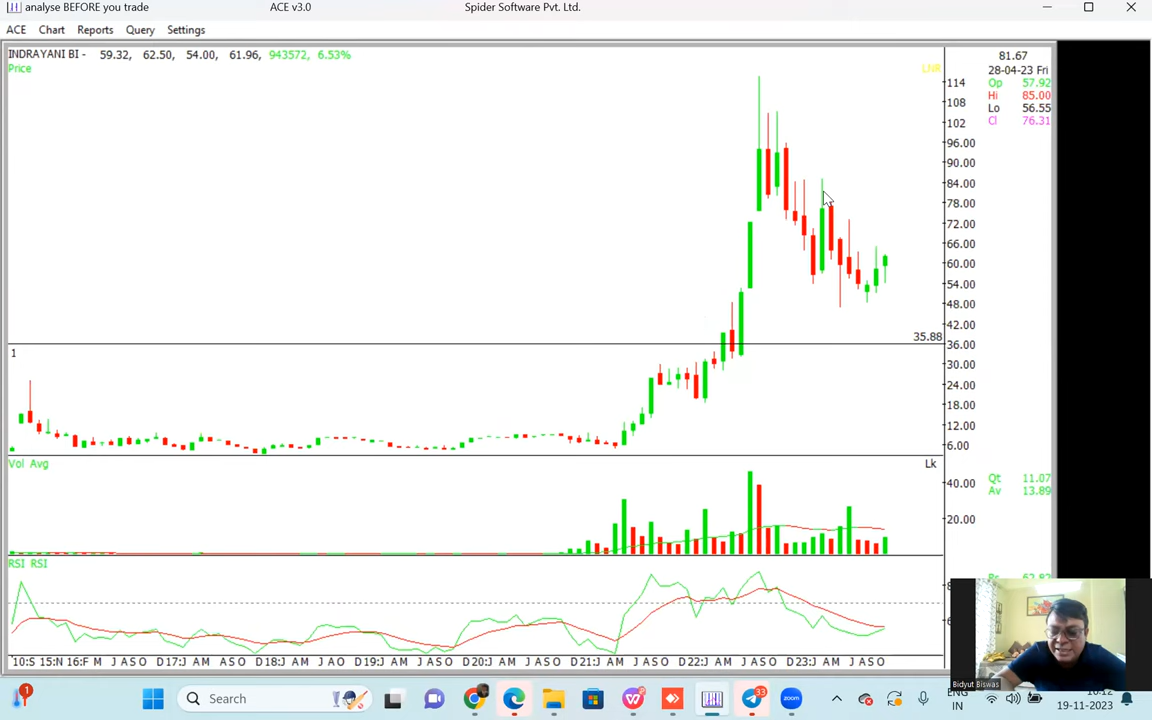 analyse BEFORE you trade ACE v3.0 Spider Software Pvt. Ltd.
ACE Chart Reports Query Settings
INDRAYANI BI - 59.32, 62.50, 54.00, 61.96, 943572, 6.53%
Price LNR
81.67
28-04-23 Fri
Op 57.92
Hi 85.00
Lo 56.55
Cl 76.31
114
108
102
96.00
90.00
84.00
78.00
72.00
66.00
60.00
54.00
48.00
42.00
35.88
36.00
1
30.00
24.00
18.00
12.00
6.00
Vol Avg Lk
40.00
20.00
Qt 11.07
Av 13.89
RSI RSI
10:S 15:N 16:F M J A S O D17:J A M A S O D18:J A M J A O D19:J A M J A S O D20:J A M J A S O D21:J A M J A S O D22:J A M J A S O D23:J A M J A S O
Bidyut Biswas
1
Search
33
ENG
IN
16:12
19-11-2023